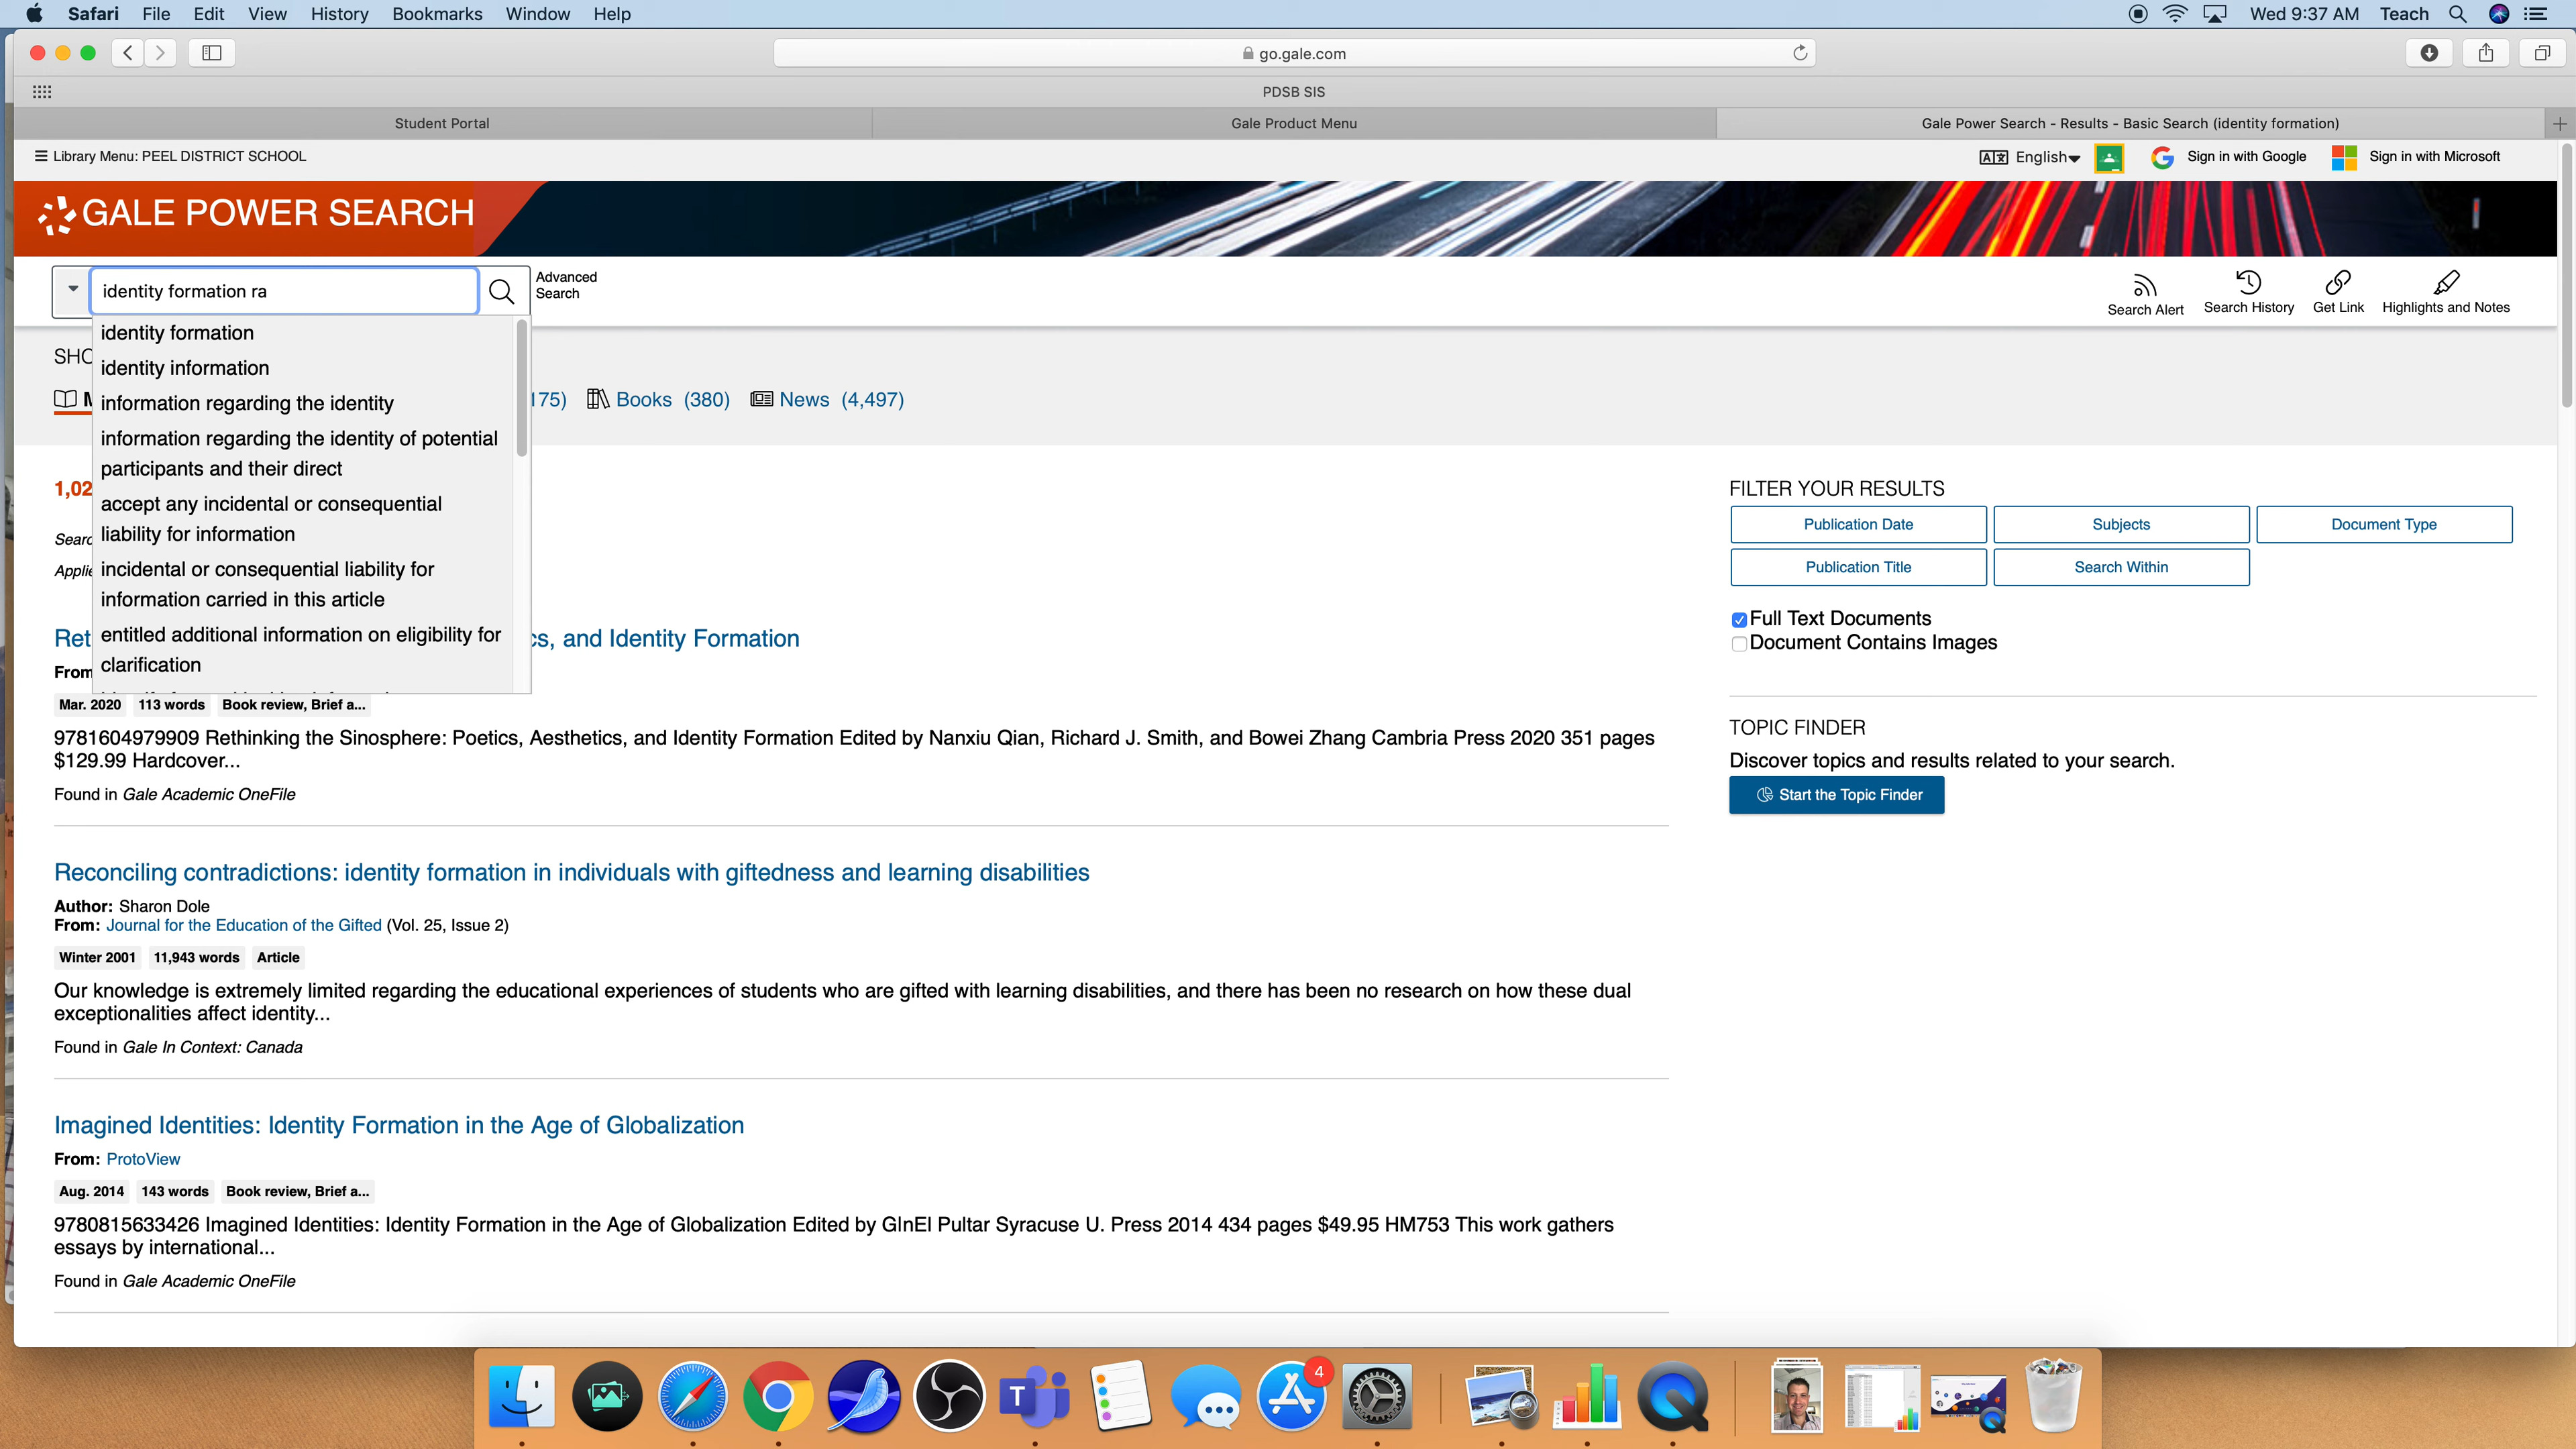 Safari File Edit View History Bookmarks Window Help Wed 9:37 AM Teach
go.gale.com
PDSB SIS
Student Portal Gale Product Menu Gale Power Search - Results - Basic Search (identity formation)
Library Menu: PEEL DISTRICT SCHOOL English Sign in with Google Sign in with Microsoft
GALE POWER SEARCH
identity formation ra
Advanced
Search
Search Alert Search History Get Link Highlights and Notes
identity formation
identity information
information regarding the identity
information regarding the identity of potential
participants and their direct
accept any incidental or consequential
liability for information
incidental or consequential liability for
information carried in this article
entitled additional information on eligibility for
clarification
SHO
M 175) Books (380) News (4,497)
1,02
Searc
Applie
Ret cs, and Identity Formation
From
Mar. 2020 113 words Book review, Brief a...
9781604979909 Rethinking the Sinosphere: Poetics, Aesthetics, and Identity Formation Edited by Nanxiu Qian, Richard J. Smith, and Bowei Zhang Cambria Press 2020 351 pages
$129.99 Hardcover...
Found in Gale Academic OneFile
Reconciling contradictions: identity formation in individuals with giftedness and learning disabilities
Author: Sharon Dole
From: Journal for the Education of the Gifted (Vol. 25, Issue 2)
Winter 2001 11,943 words Article
Our knowledge is extremely limited regarding the educational experiences of students who are gifted with learning disabilities, and there has been no research on how these dual
exceptionalities affect identity...
Found in Gale In Context: Canada
Imagined Identities: Identity Formation in the Age of Globalization
From: ProtoView
Aug. 2014 143 words Book review, Brief a...
9780815633426 Imagined Identities: Identity Formation in the Age of Globalization Edited by GlnEl Pultar Syracuse U. Press 2014 434 pages $49.95 HM753 This work gathers
essays by international...
Found in Gale Academic OneFile
FILTER YOUR RESULTS
Publication Date Subjects Document Type
Publication Title Search Within
Full Text Documents
Document Contains Images
TOPIC FINDER
Discover topics and results related to your search.
Start the Topic Finder
T
4